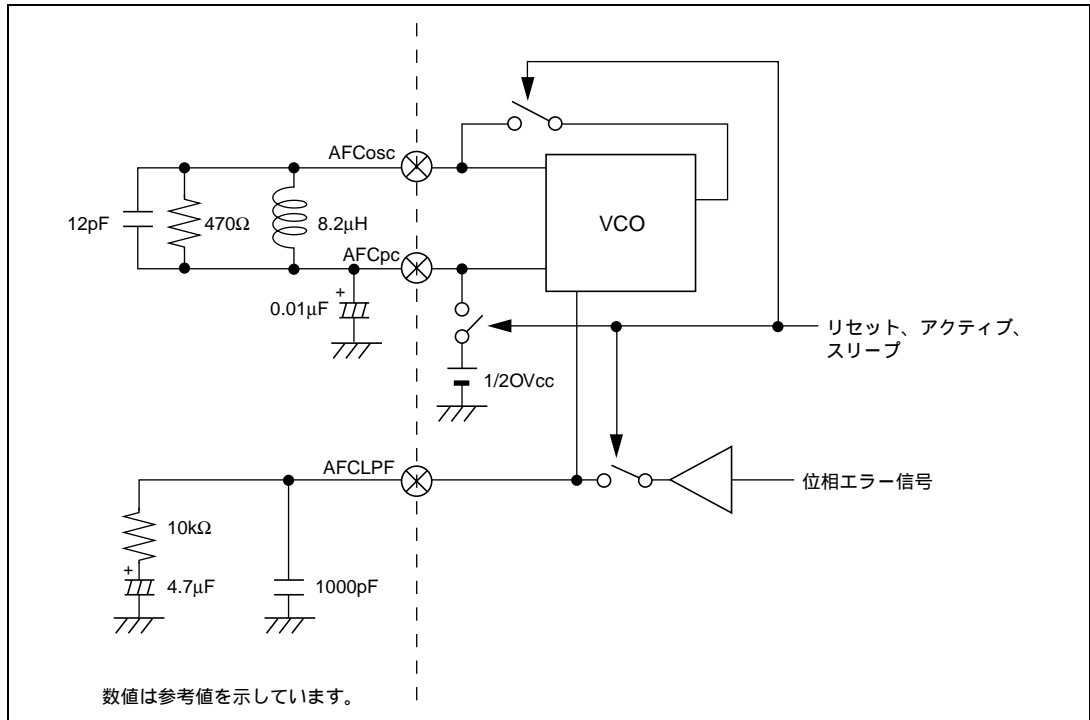 AFCosc
12pF
470Ω
8.2μH
VCO
AFCpc
+
0.01μF
リセット、アクティブ、
スリープ
1/2OVcc
AFCLPF
位相エラー信号
10kΩ
+
4.7μF
1000pF
数値は参考値を示しています。